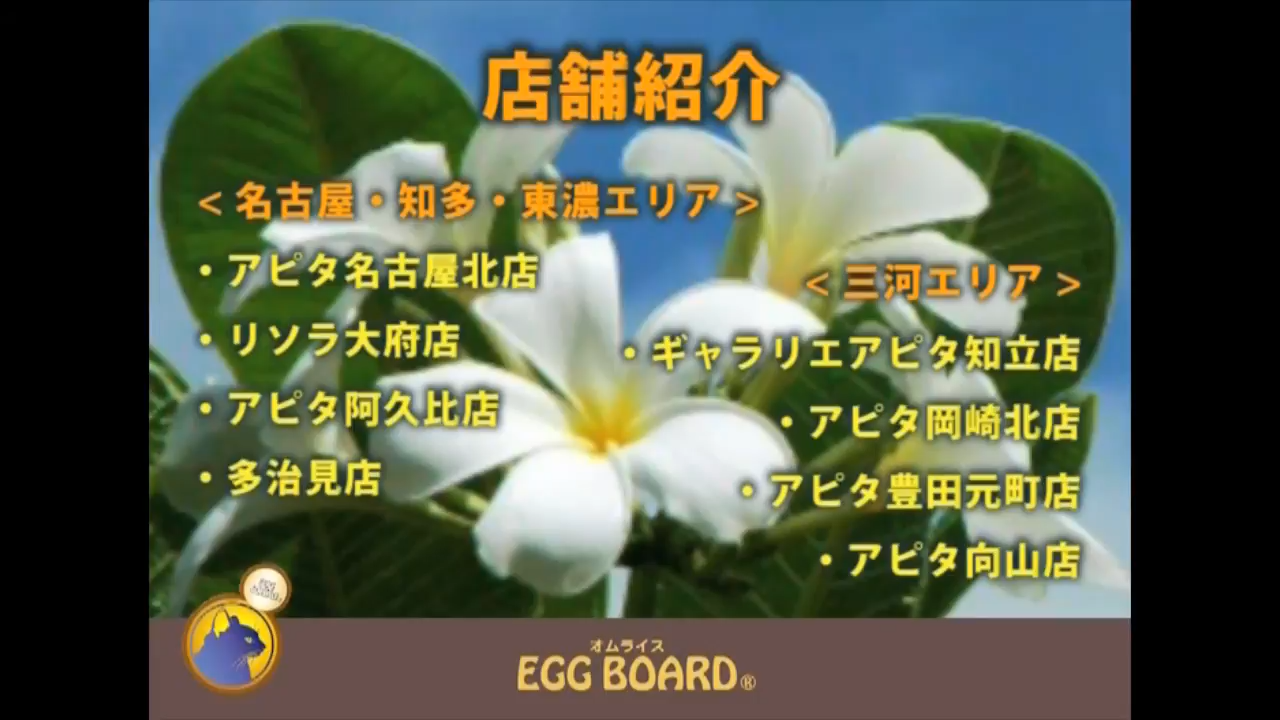 店舗紹介
＜名古屋・知多・東濃エリア＞
・アピタ名古屋北店
・リソラ大府店
・アピタ阿久比店
・多治見店
＜三河エリア＞
・ギャラリエアピタ知立店
・アピタ岡崎北店
・アピタ豊田元町店
・アピタ向山店
オムライス
EGG BOARD®